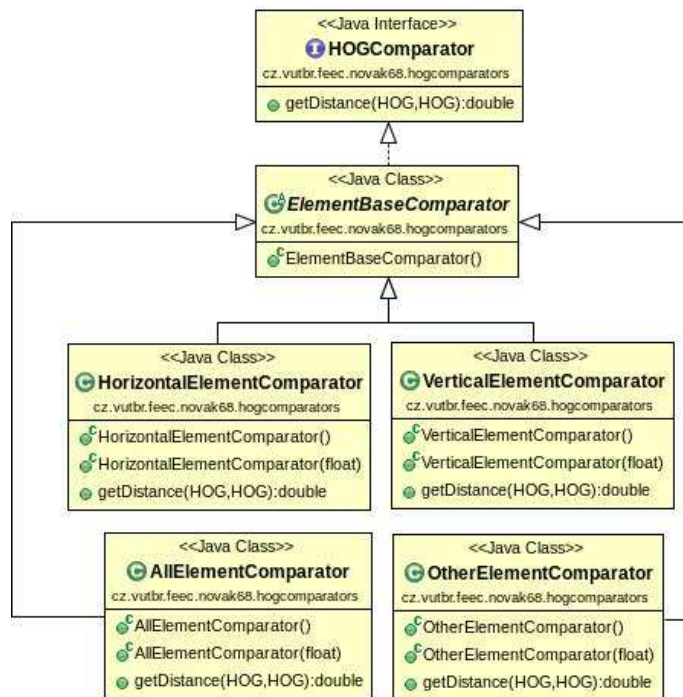 <<Java Interface>>
HOGComparator
cz.vutbr.feec.novak68.hogcomparators
getDistance(HOG,HOG):double
<<Java Class>>
ElementBaseComparator
cz.vutbr.feec.novak68.hogcomparators
ElementBaseComparator()
<<Java Class>>
HorizontalElementComparator
cz.vutbr.feec.novak68.hogcomparators
HorizontalElementComparator()
HorizontalElementComparator(float)
getDistance(HOG,HOG):double
<<Java Class>>
VerticalElementComparator
cz.vutbr.feec.novak68.hogcomparators
VerticalElementComparator()
VerticalElementComparator(float)
getDistance(HOG,HOG):double
<<Java Class>>
AllElementComparator
cz.vutbr.feec.novak68.hogcomparators
AllElementComparator()
AllElementComparator(float)
getDistance(HOG,HOG):double
<<Java Class>>
OtherElementComparator
cz.vutbr.feec.novak68.hogcomparators
OtherElementComparator()
OtherElementComparator(float)
getDistance(HOG,HOG):double